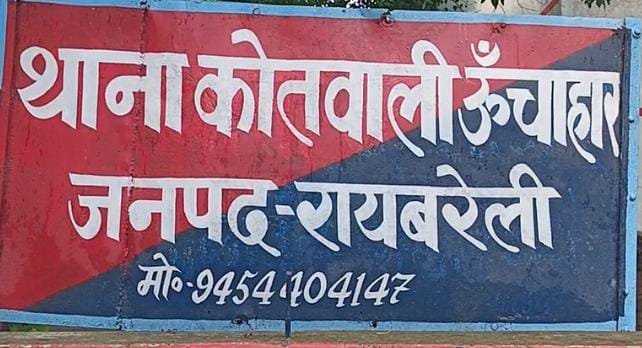 थाना कोतवाली ऊँचाहार
जनपद-रायबरेली
मो०-9454404147